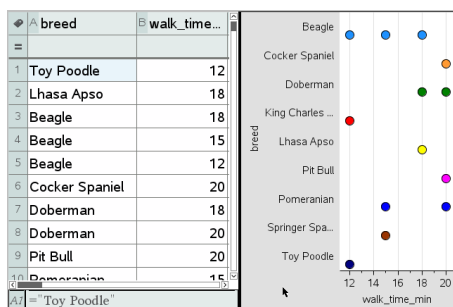 A breed B walk_time...
=
1 Toy Poodle 12
2 Lhasa Apso 18
3 Beagle 18
4 Beagle 15
5 Beagle 12
6 Cocker Spaniel 20
7 Doberman 18
8 Doberman 20
9 Pit Bull 20
10 Pomeranian 15
A1 ="Toy Poodle"
breed
Beagle
Cocker Spaniel
Doberman
King Charles ...
Lhasa Apso
Pit Bull
Pomeranian
Springer Spa...
Toy Poodle
12 14 16 18 20
walk_time_min